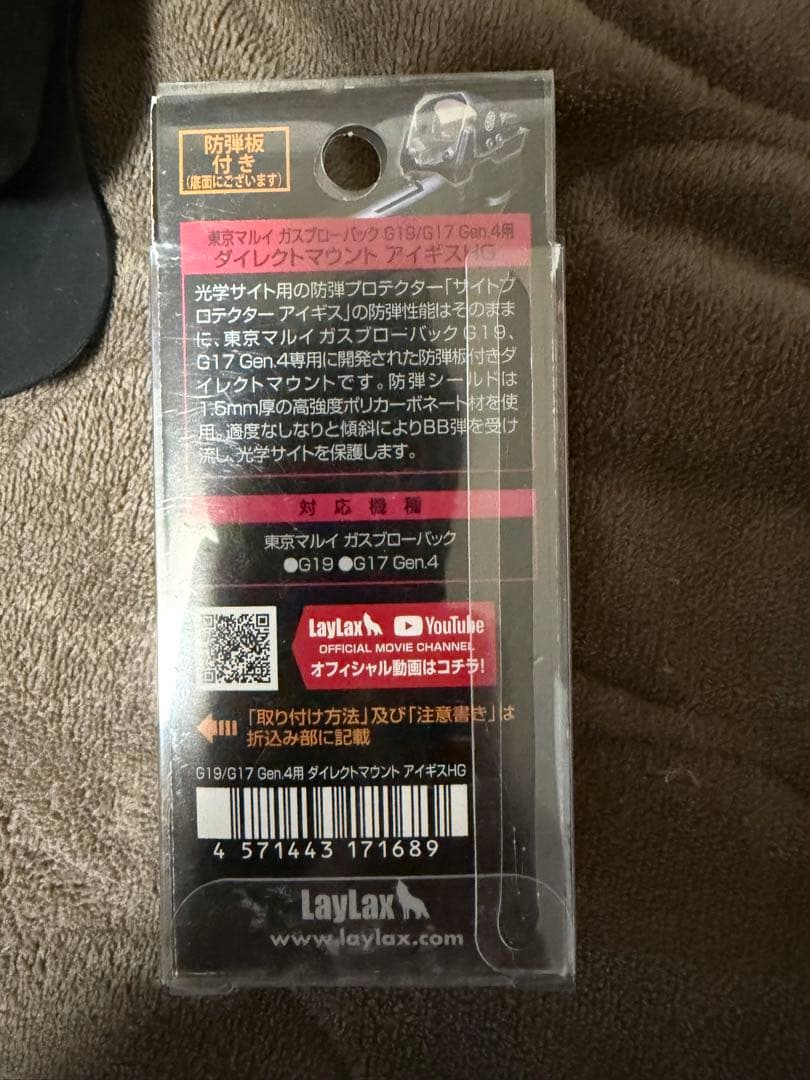 防弾板
付き
(底面にございます)
東京マルイ ガスブローバック G19/G17 Gen.4用
ダイレクトマウント アイギスHG
光学サイト用の防弾プロテクター「サイトプ
ロテクター アイギス」の防弾性能はそのまま
に、東京マルイ ガスブローバック G19、
G17 Gen.4専用に開発された防弾板付きダ
イレクトマウントです。防弾シールドは
1.5mm厚の高強度ポリカーボネート材を使
用。適度なしなりと傾斜によりBB弾を受け
流し、光学サイトを保護します。
対応機種
東京マルイ ガスブローバック
●G19 ●G17 Gen.4
LayLax YouTube
OFFICIAL MOVIE CHANNEL
オフィシャル動画はコチラ!
「取り付け方法」及び「注意書き」は
折込み部に記載
G19/G17 Gen.4用 ダイレクトマウント アイギスHG
4 571443 171689
LayLax
www.laylax.com